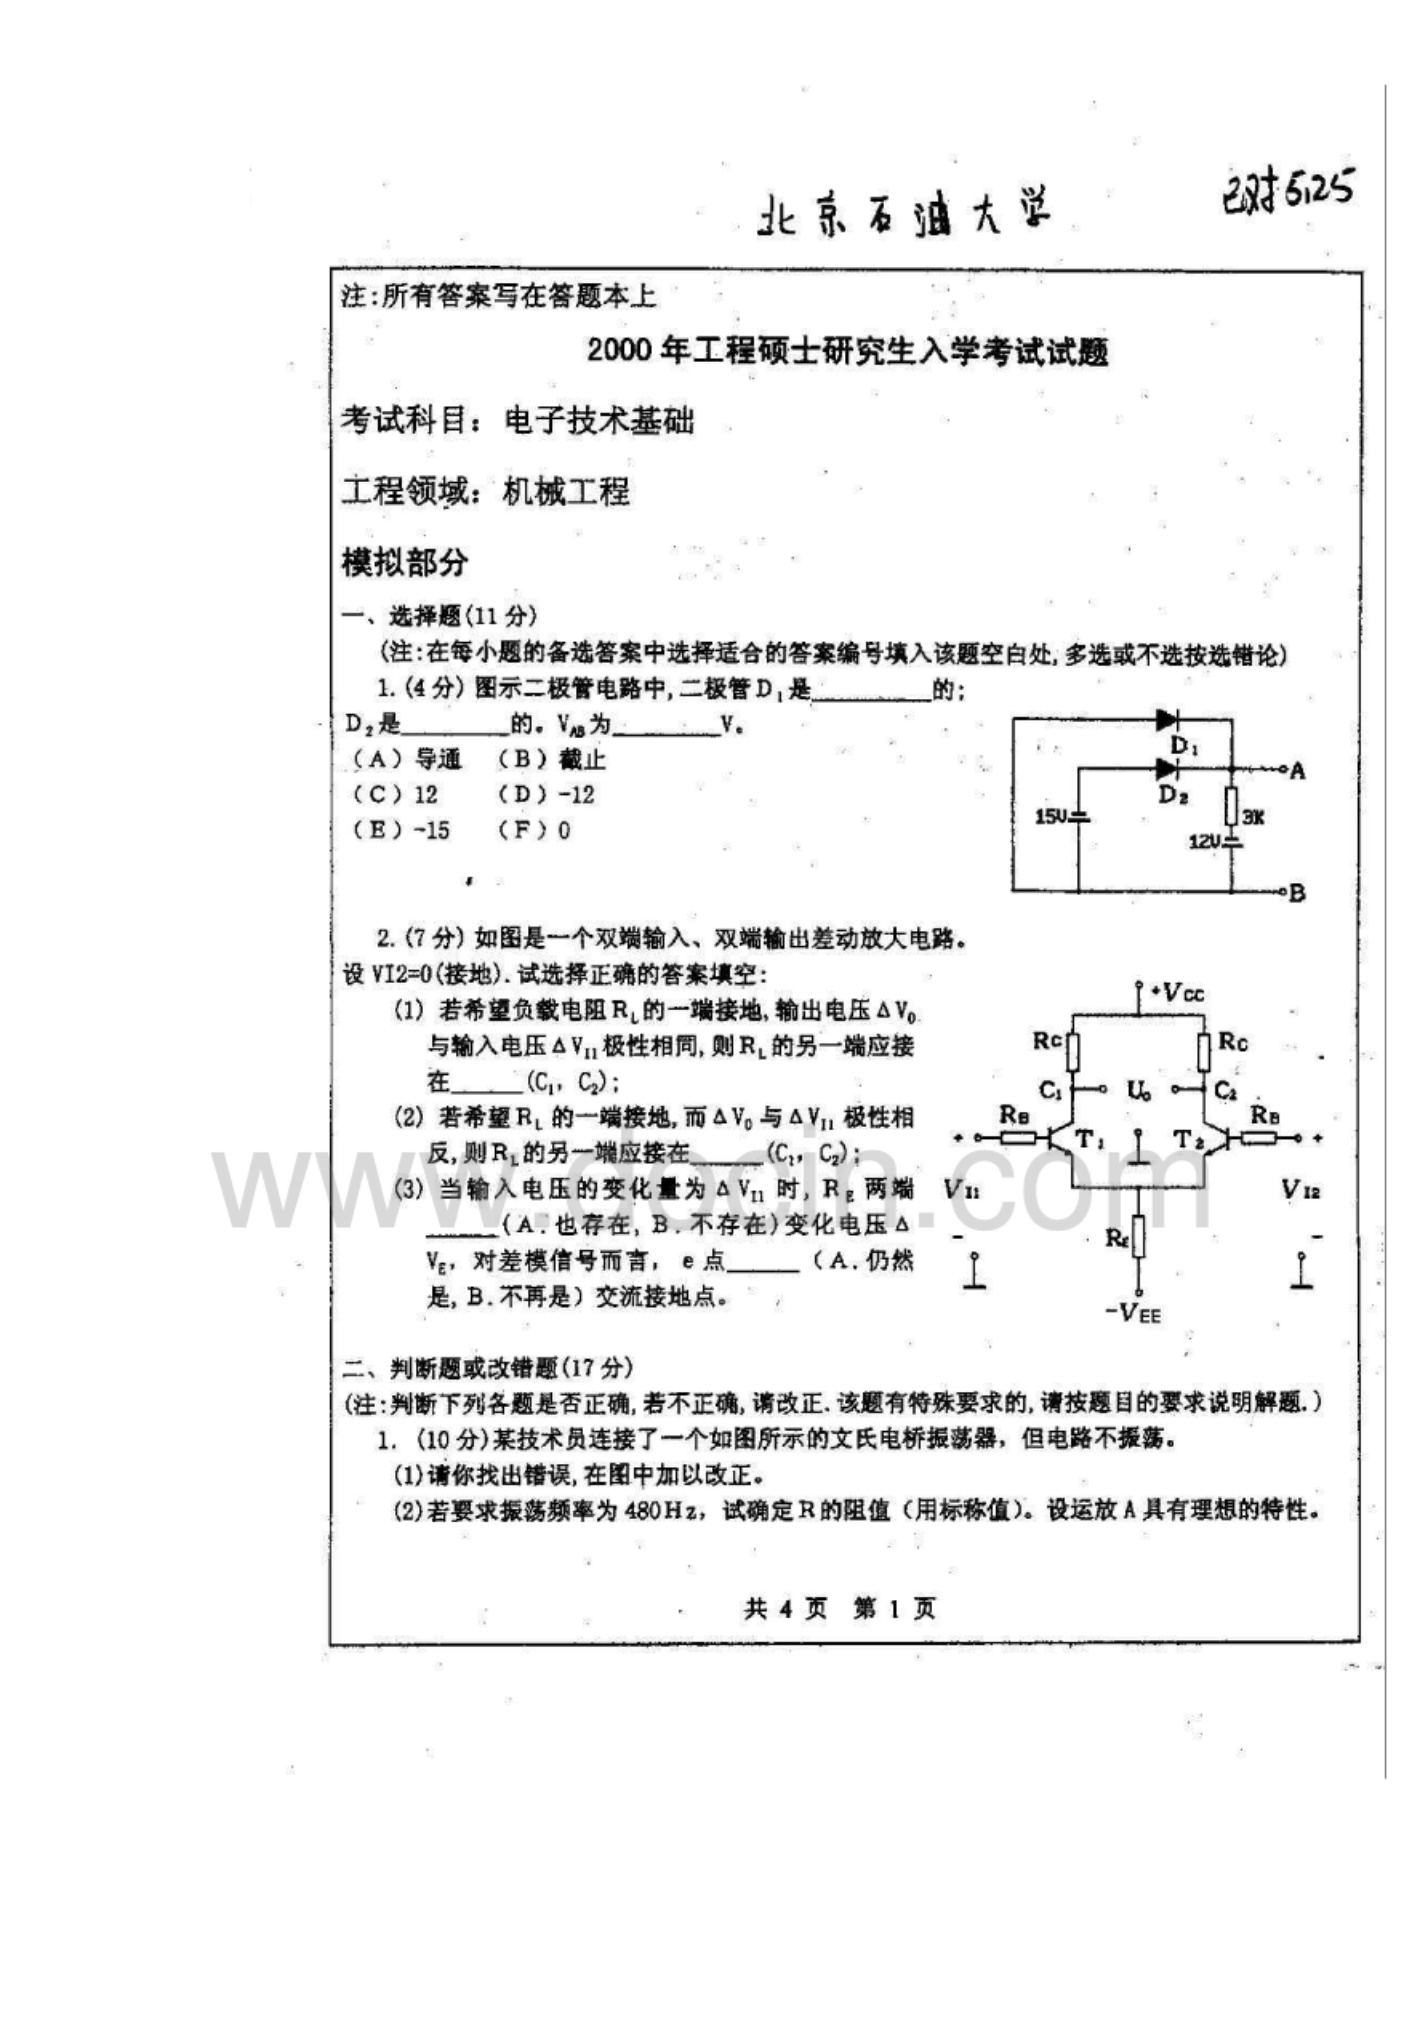 北京石油大学
已对5.25
注:所有答案写在答题本上
2000年工程硕士研究生入学考试试题
考试科目：电子技术基础
工程领域：机械工程
模拟部分
一、选择题(11分)
(注:在每小题的备选答案中选择适合的答案编号填入该题空白处,多选或不选按选错论)
1.(4分)图示二极管电路中,二极管D₁是__________的;
D₂是_________的。V_AB为_________V。
(A)导通 (B)截止
(C)12 (D)-12
(E)-15 (F)0
D₁
A
D₂
15V
3K
12V
B
2.(7分)如图是一个双端输入、双端输出差动放大电路。
设VI2=0(接地).试选择正确的答案填空:
(1) 若希望负载电阻R_L的一端接地,输出电压ΔV₀
与输入电压ΔV_I1极性相同,则R_L的另一端应接
在______(C₁, C₂);
(2) 若希望R_L的一端接地,而ΔV₀与ΔV_I1极性相
反,则R_L的另一端应接在______(C₁, C₂);
(3) 当输入电压的变化量为ΔV_I1时, R_E两端
______(A.也存在, B.不存在)变化电压Δ
V_E, 对差模信号而言, e点______(A.仍然
是, B.不再是)交流接地点。
+VCC
RC
RC
C₁
U₀
C₂
RB
RB
+
T₁
T₂
+
VI1
VI2
-
RE
-
-VEE
二、判断题或改错题(17分)
(注:判断下列各题是否正确,若不正确,请改正.该题有特殊要求的,请按题目的要求说明解题.)
1. (10分)某技术员连接了一个如图所示的文氏电桥振荡器，但电路不振荡。
(1)请你找出错误,在图中加以改正。
(2)若要求振荡频率为480Hz，试确定R的阻值（用标称值）。设运放A具有理想的特性。
共 4 页 第 1 页
www.docin.com